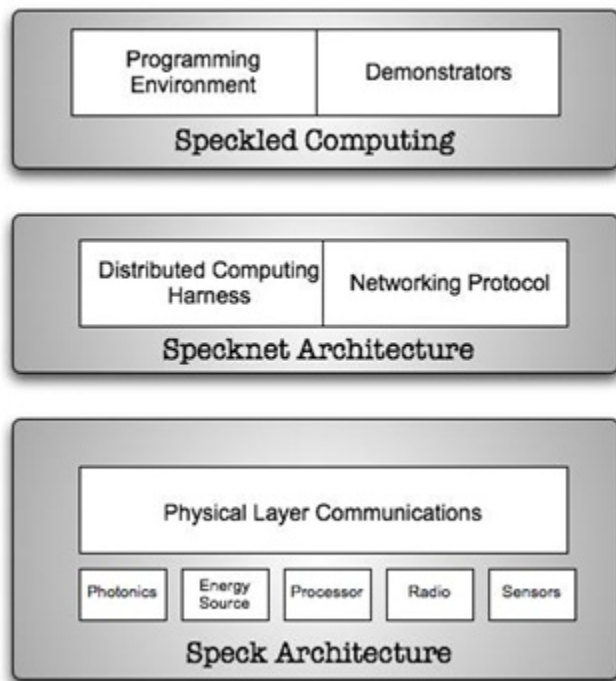 Programming
Environment
Demonstrators
Speckled Computing
Distributed Computing
Harness
Networking Protocol
Specknet Architecture
Physical Layer Communications
Photonics
Energy
Source
Processor
Radio
Sensors
Speck Architecture